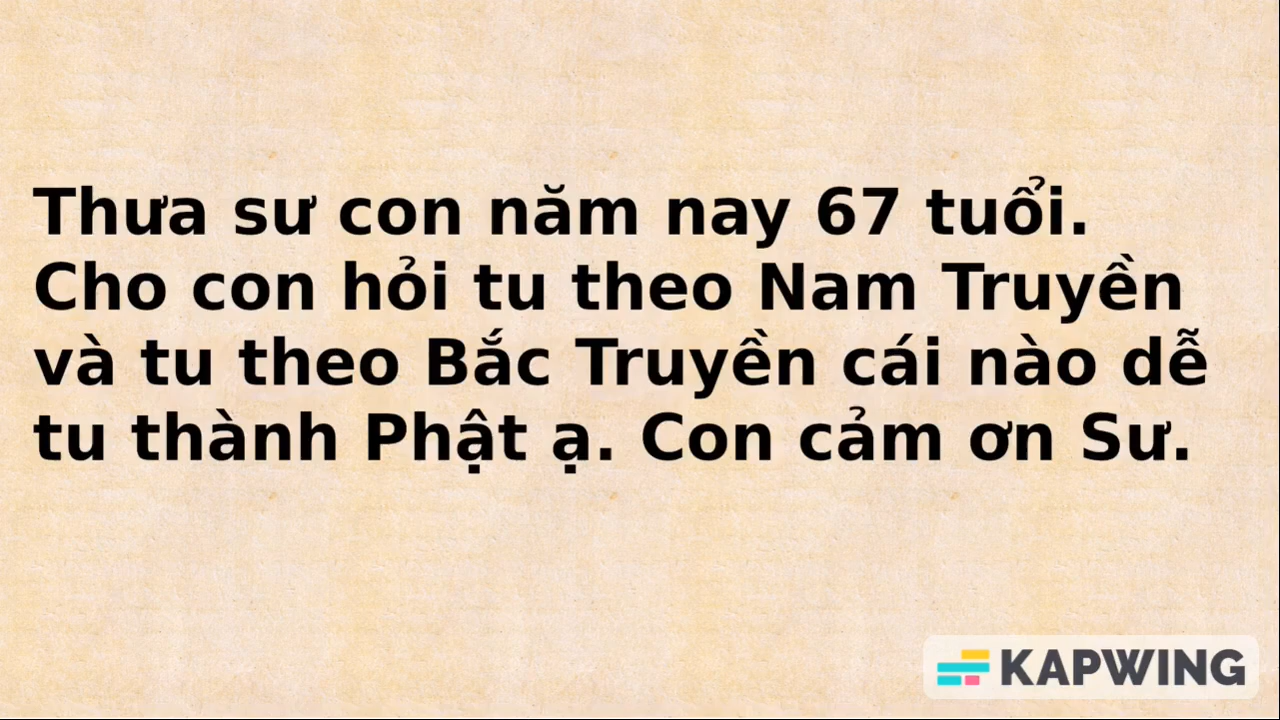 Thưa sư con năm nay 67 tuổi.
Cho con hỏi tu theo Nam Truyền
và tu theo Bắc Truyền cái nào dễ
tu thành Phật ạ. Con cảm ơn Sư.
KAPWING